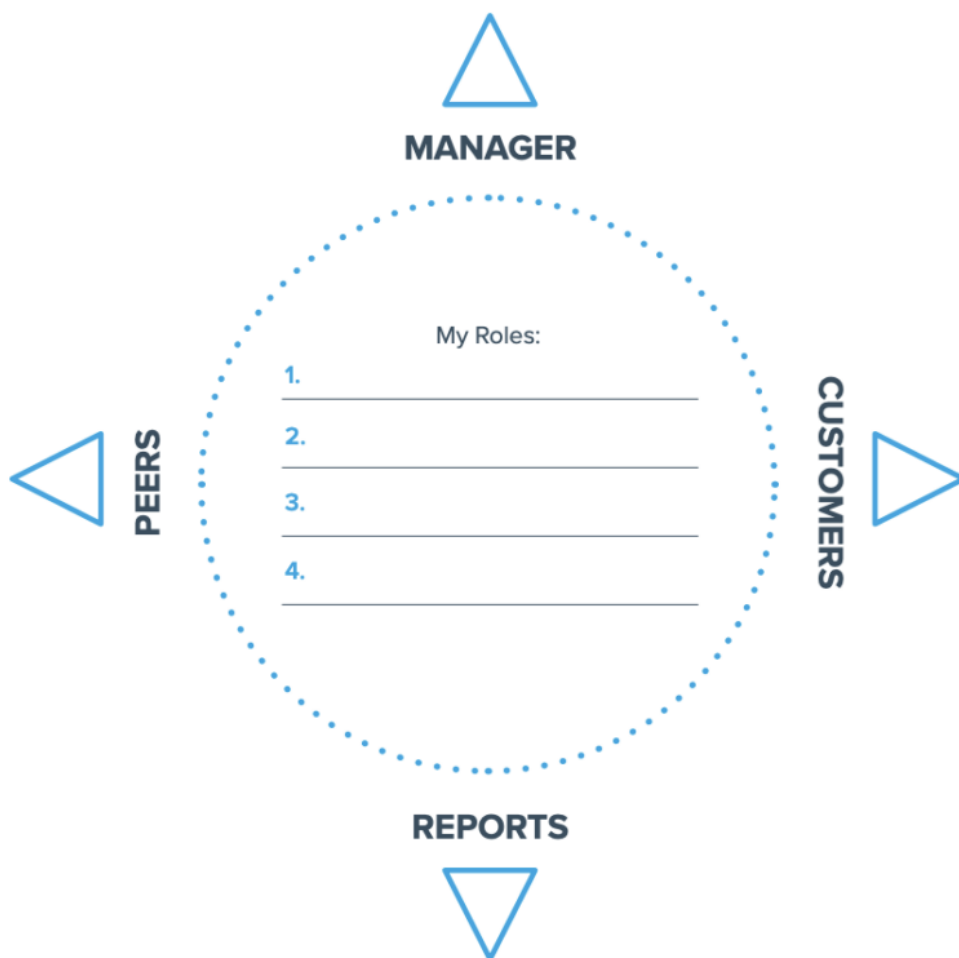 MANAGER
My Roles:
1.
2.
3.
4.
PEERS
CUSTOMERS
REPORTS